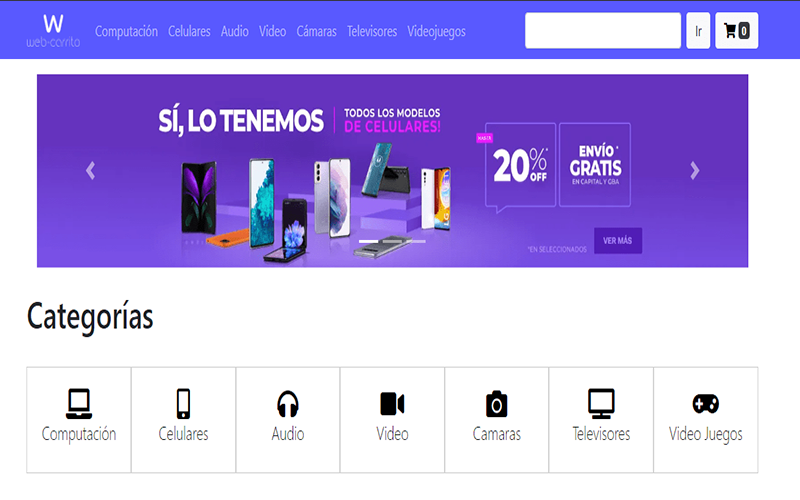 W
web-carrito
Computación Celulares Audio Video Cámaras Televisores Videojuegos
Ir
0
SÍ, LO TENEMOS
TODOS LOS MODELOS
DE CELULARES!
20% OFF
ENVÍO*
GRATIS
EN CAPITAL Y GBA
*EN SELECCIONADOS
VER MÁS
Categorías
Computación
Celulares
Audio
Video
Camaras
Televisores
Video Juegos